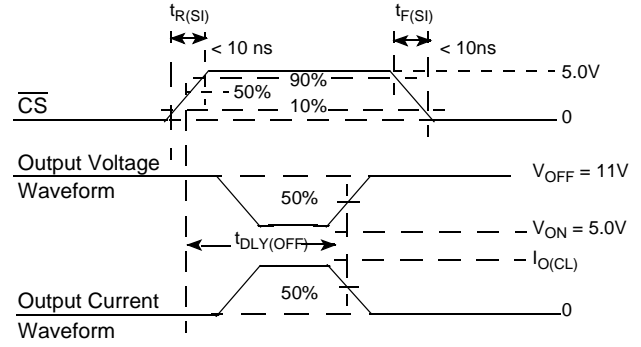 tR(SI)
tF(SI)
< 10 ns
< 10ns
90%
5.0V
50%
CS
10%
0
Output Voltage
Waveform
50%
VOFF = 11V
VON = 5.0V
tDLY(OFF)
IO(CL)
Output Current
Waveform
50%
0